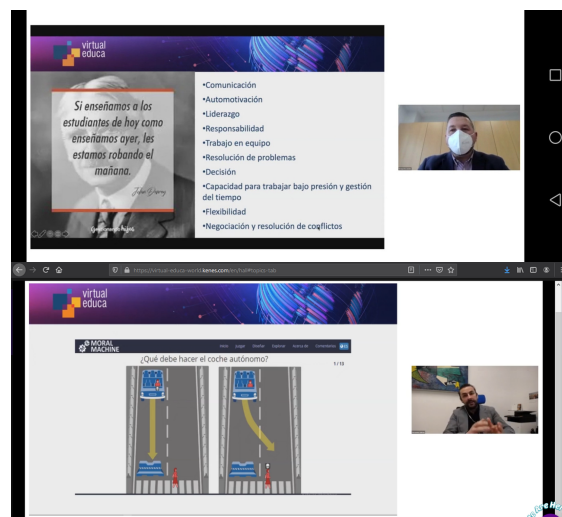 virtual
educa
Si enseñamos a los
estudiantes de hoy como
enseñamos ayer, les
estamos robando el
mañana.
•Comunicación
•Automotivación
•Liderazgo
•Responsabilidad
•Trabajo en equipo
•Resolución de problemas
•Decisión
•Capacidad para trabajar bajo presión y gestión
del tiempo
•Flexibilidad
•Negociación y resolución de conflictos
https://virtual-educa-world.kenes.com/en/hall#hspost-tab
virtual
educa
MORAL
MACHINE
Inicio Juzgar Diseñar Explorar Acerca de Comentarios
¿Qué debe hacer el coche autónomo?
1 / 13